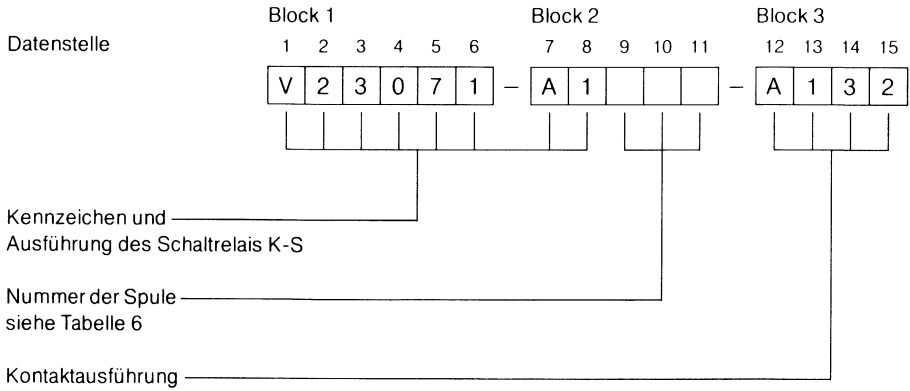 Block 1 Block 2 Block 3
Datenstelle 1 2 3 4 5 6 7 8 9 10 11 12 13 14 15
V 2 3 0 7 1 – A 1 – A 1 3 2
Kennzeichen und
Ausführung des Schaltrelais K-S
Nummer der Spule
siehe Tabelle 6
Kontaktausführung